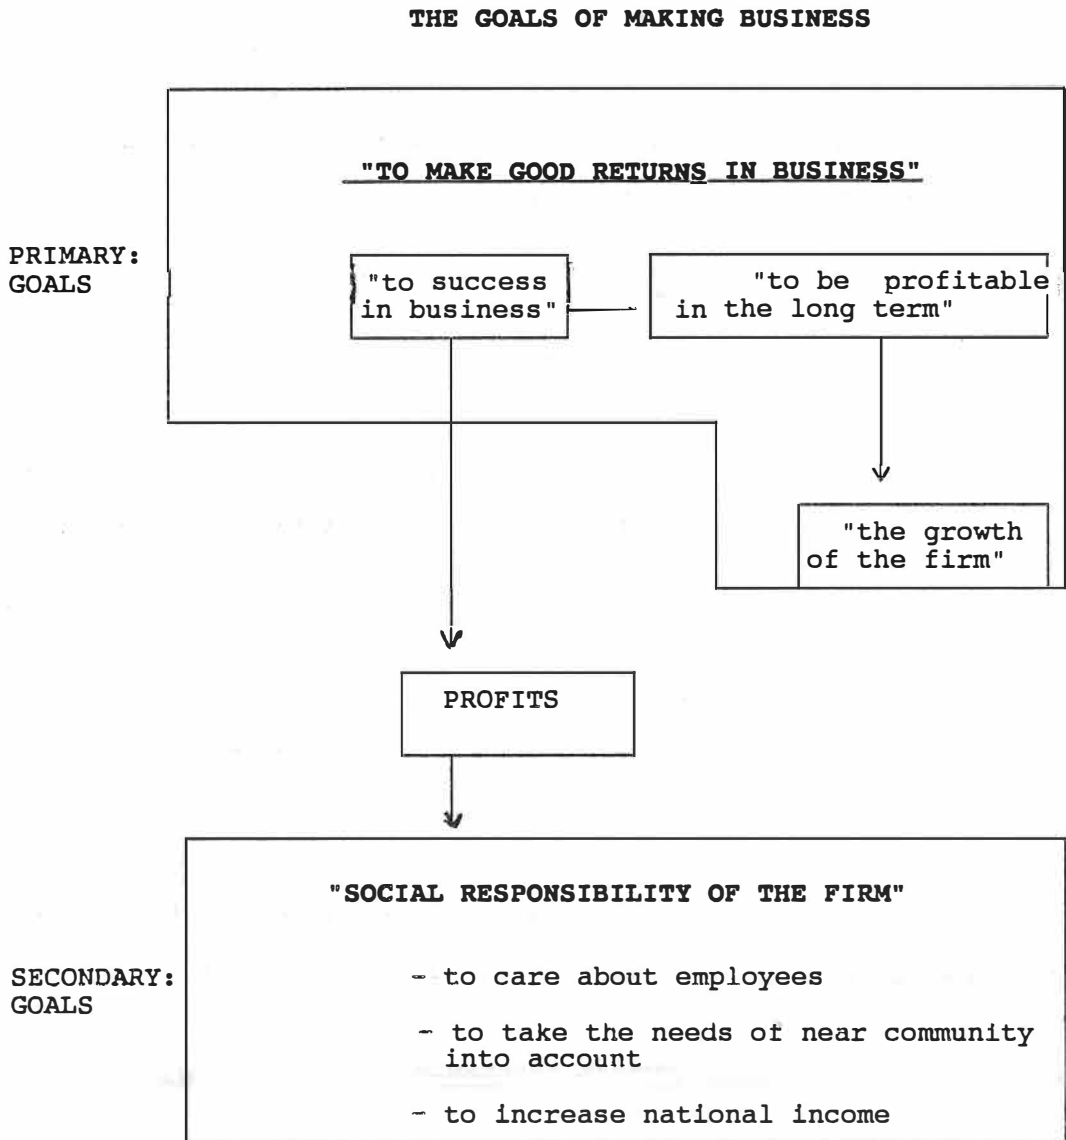 THE GOALS OF MAKING BUSINESS
"TO MAKE GOOD RETURNS IN BUSINESS"
PRIMARY:
GOALS
"to success
in business"
"to be profitable
in the long term"
"the growth
of the firm"
PROFITS
"SOCIAL RESPONSIBILITY OF THE FIRM"
SECONDARY:
GOALS
- to care about employees
- to take the needs of near community
into account
- to increase national income